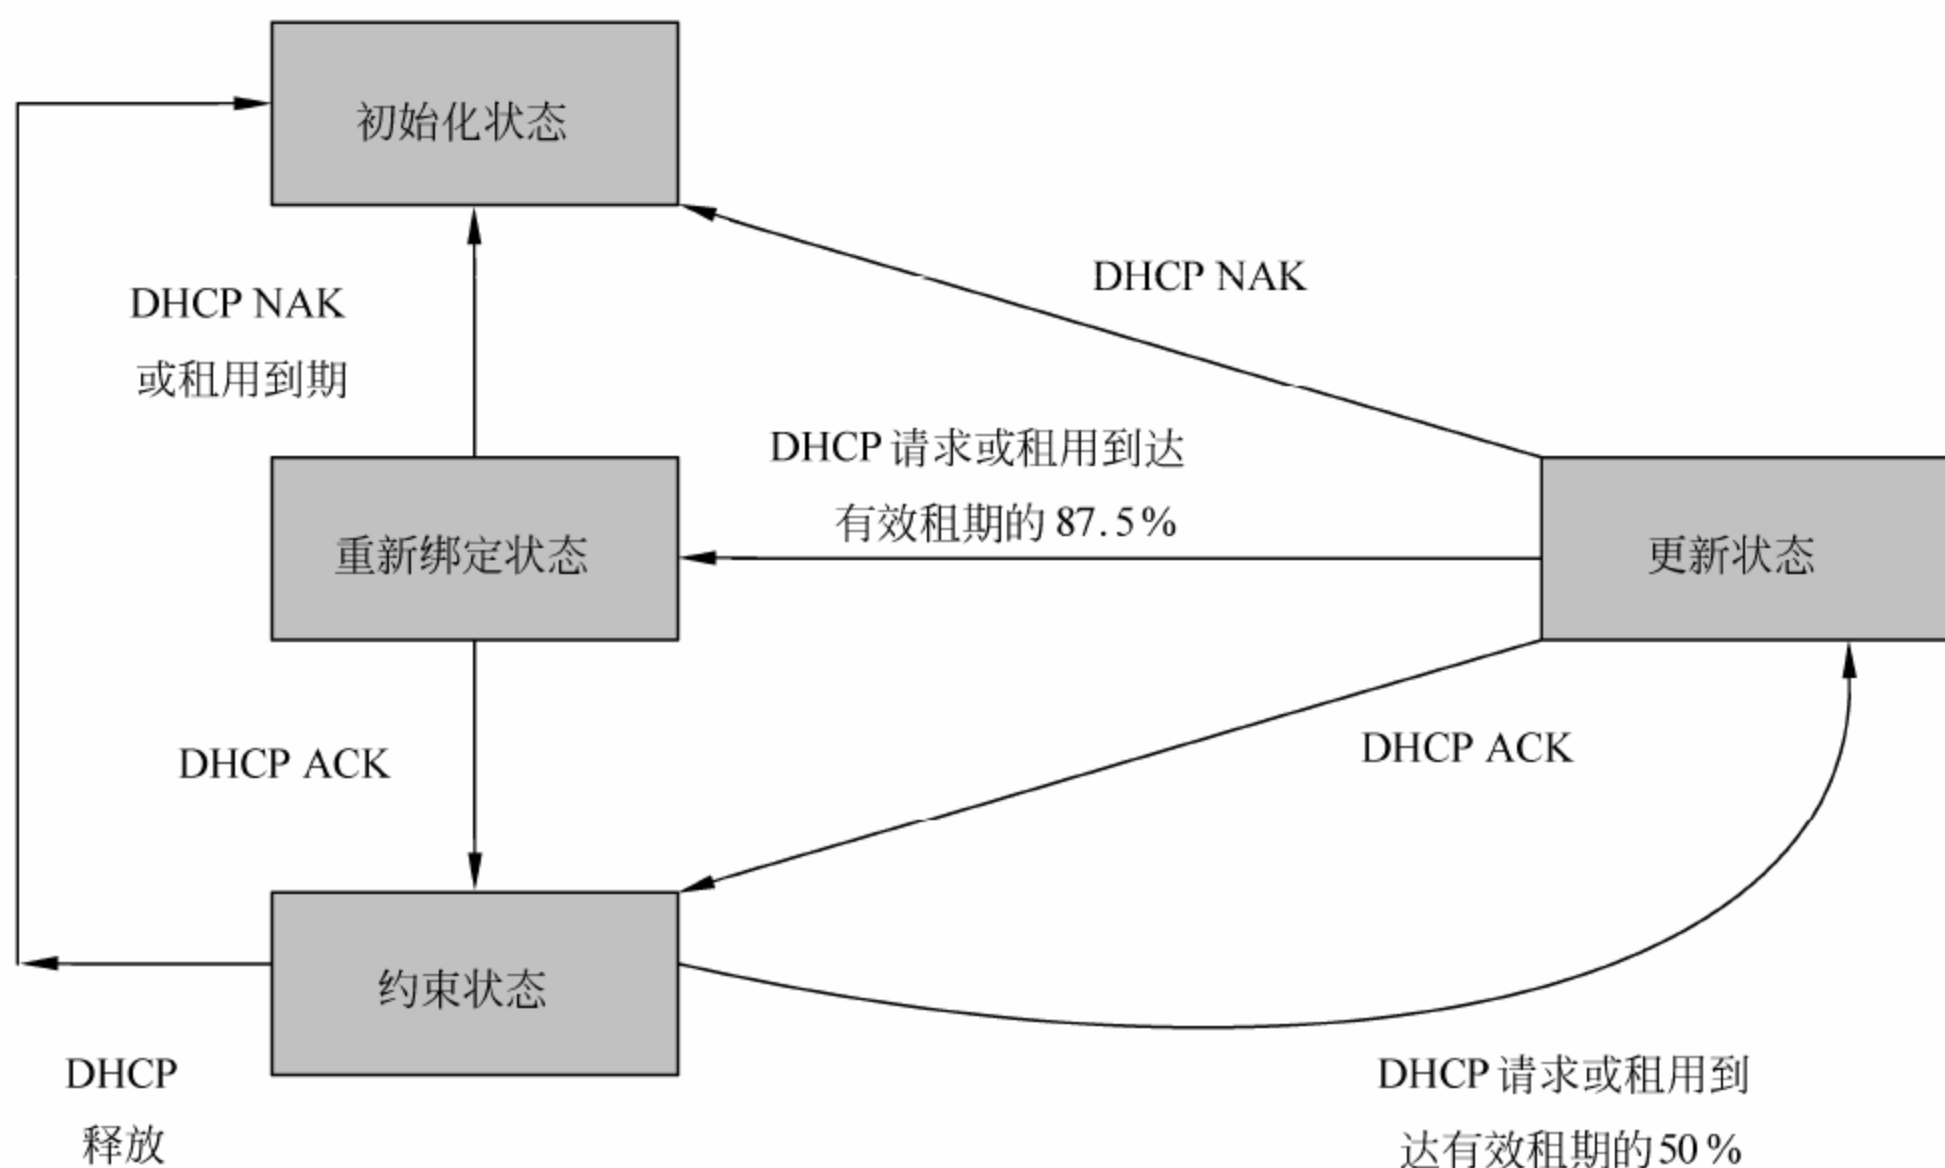 初始化状态
DHCP NAK
DHCP NAK
或租用到期
DHCP 请求或租用到达
有效租期的 87.5%
重新绑定状态
更新状态
DHCP ACK
DHCP ACK
约束状态
DHCP
释放
DHCP 请求或租用到
达有效租期的50%